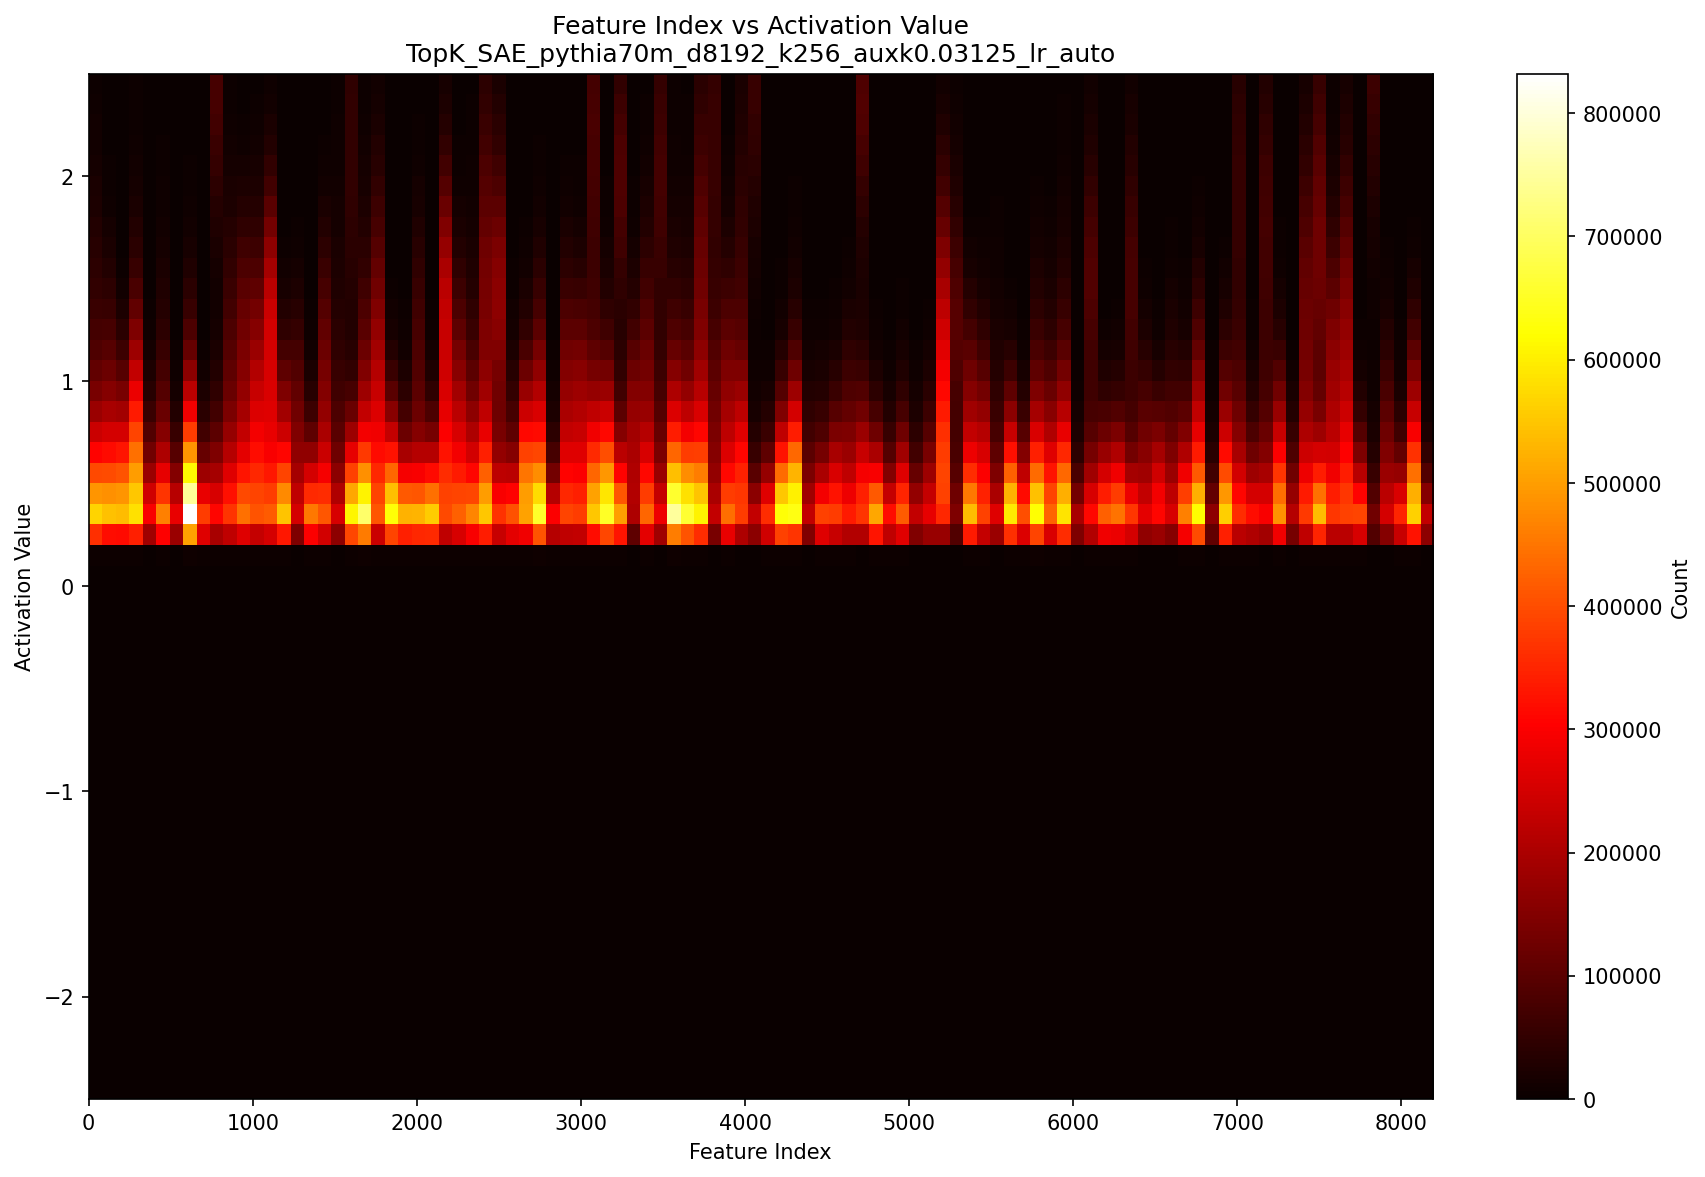 Feature Index vs Activation Value
TopK_SAE_pythia70m_d8192_k256_auxk0.03125_lr_auto
Activation Value
2
1
0
−1
−2
0 1000 2000 3000 4000 5000 6000 7000 8000
Feature Index
800000
700000
600000
500000
400000
300000
200000
100000
0
Count